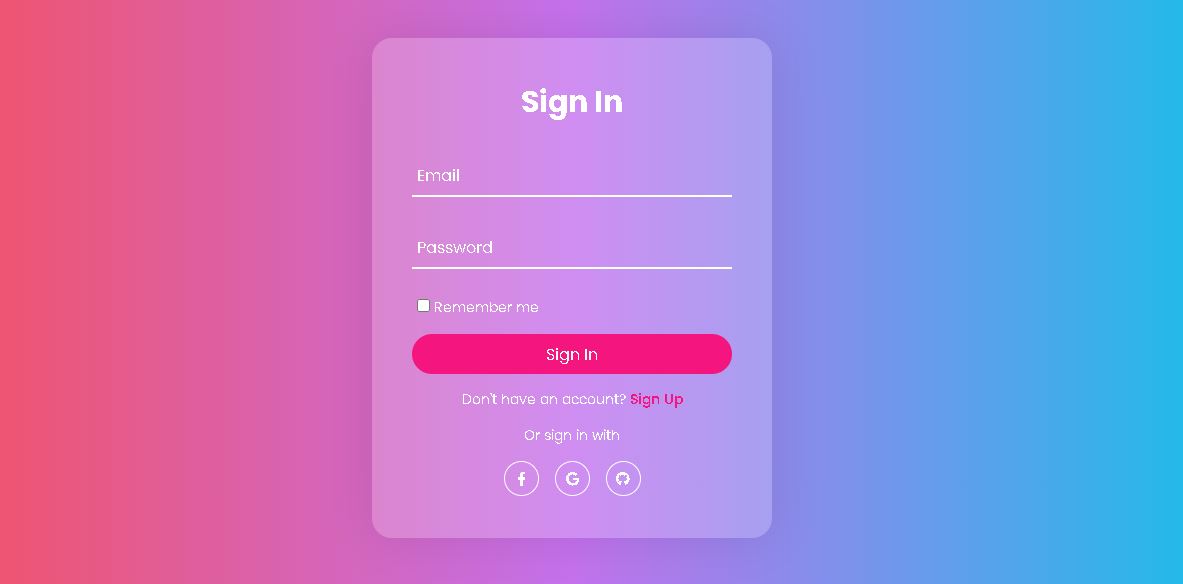 Sign In
Email
Password
Remember me
Sign In
Don't have an account? Sign Up
Or sign in with